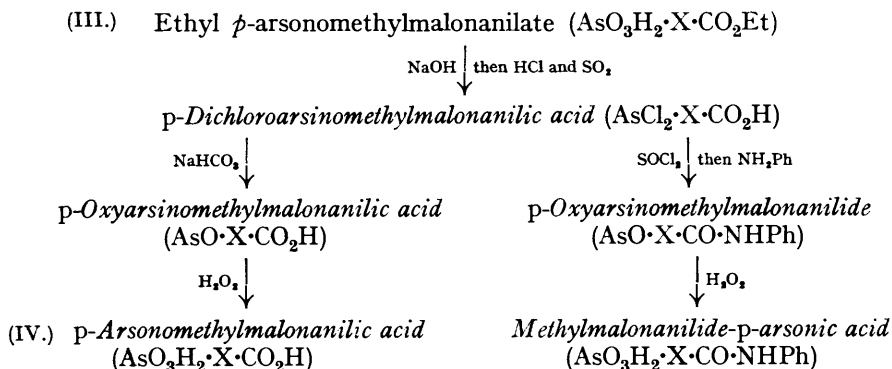 (III.) Ethyl p-arsonomethylmalonanilate (AsO₃H₂·X·CO₂Et)
NaOH then HCl and SO₂
p-Dichloroarsinomethylmalonanilic acid (AsCl₂·X·CO₂H)
NaHCO₃ SOCl₂ then NH₂Ph
p-Oxyarsinomethylmalonanilic acid p-Oxyarsinomethylmalonanilide
(AsO·X·CO₂H) (AsO·X·CO·NHPh)
H₂O₂ H₂O₂
(IV.) p-Arsonomethylmalonanilic acid Methylmalonanilide-p-arsonic acid
(AsO₃H₂·X·CO₂H) (AsO₃H₂·X·CO·NHPh)